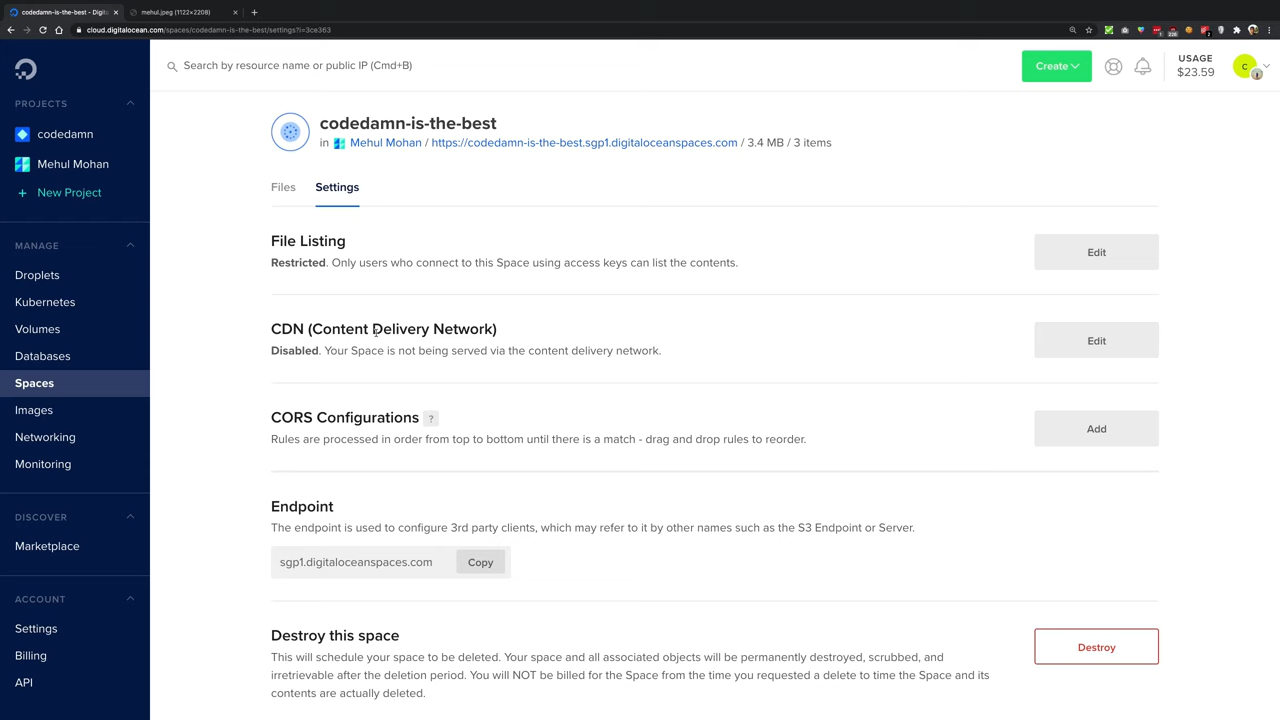 codedamn-is-the-best - Digita
mehul.jpeg (1122×2208)
cloud.digitalocean.com/spaces/codedamn-is-the-best/settings?i=3ce363
Search by resource name or public IP (Cmd+B)
Create
USAGE
$23.59
C
PROJECTS
codedamn
Mehul Mohan
+ New Project
MANAGE
Droplets
Kubernetes
Volumes
Databases
Spaces
Images
Networking
Monitoring
DISCOVER
Marketplace
ACCOUNT
Settings
Billing
API
codedamn-is-the-best
in Mehul Mohan / https://codedamn-is-the-best.sgp1.digitaloceanspaces.com / 3.4 MB / 3 items
Files Settings
File Listing
Restricted. Only users who connect to this Space using access keys can list the contents.
Edit
CDN (Content Delivery Network)
Disabled. Your Space is not being served via the content delivery network.
Edit
CORS Configurations ?
Rules are processed in order from top to bottom until there is a match - drag and drop rules to reorder.
Add
Endpoint
The endpoint is used to configure 3rd party clients, which may refer to it by other names such as the S3 Endpoint or Server.
sgp1.digitaloceanspaces.com Copy
Destroy this space
This will schedule your space to be deleted. Your space and all associated objects will be permanently destroyed, scrubbed, and
irretrievable after the deletion period. You will NOT be billed for the Space from the time you requested a delete to time the Space and its
contents are actually deleted.
Destroy